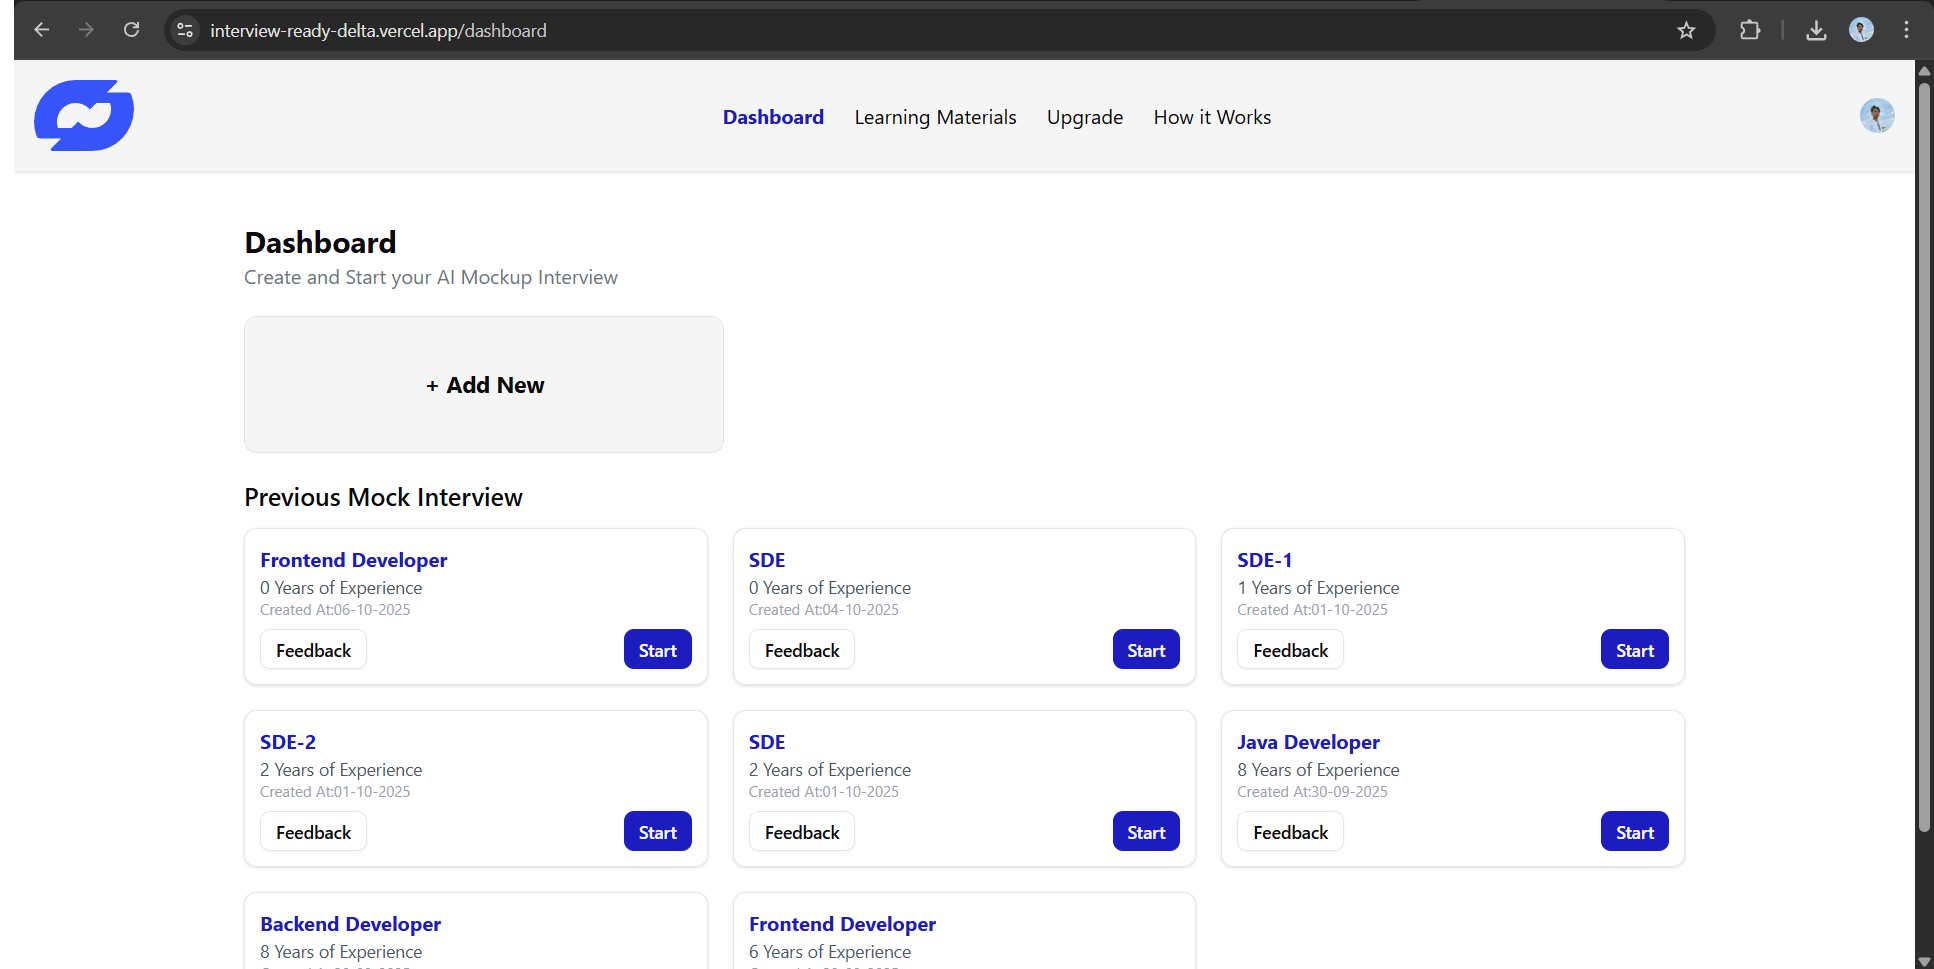 interview-ready-delta.vercel.app/dashboard
Dashboard Learning Materials Upgrade How it Works
Dashboard
Create and Start your AI Mockup Interview
+ Add New
Previous Mock Interview
Frontend Developer
0 Years of Experience
Created At:06-10-2025
Feedback Start
SDE
0 Years of Experience
Created At:04-10-2025
Feedback Start
SDE-1
1 Years of Experience
Created At:01-10-2025
Feedback Start
SDE-2
2 Years of Experience
Created At:01-10-2025
Feedback Start
SDE
2 Years of Experience
Created At:01-10-2025
Feedback Start
Java Developer
8 Years of Experience
Created At:30-09-2025
Feedback Start
Backend Developer
8 Years of Experience
Frontend Developer
6 Years of Experience